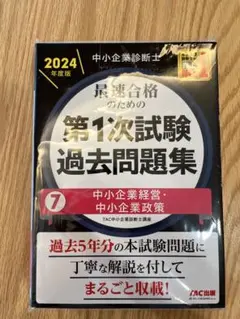 2024
年度版
中小企業診断士
最速合格
のための
第1次試験
過去問題集
7
中小企業経営・
中小企業政策
TAC中小企業診断士講座
過去5年分の本試験問題に
丁寧な解説を付して
まるごと収載!
TAC出版